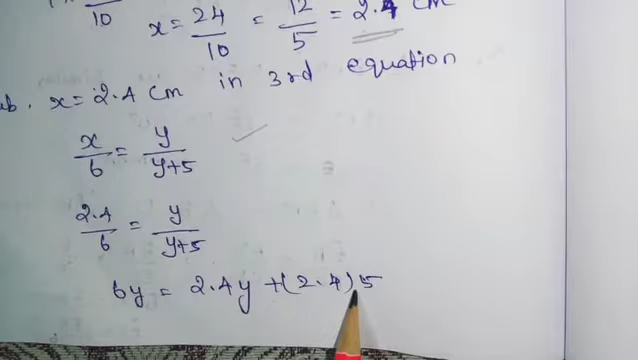 10
x = 24/10 = 12/5 = 2.4 cm
x = 2.4 cm in 3rd equation
x/6 = y/y+5
2.4/6 = y/y+5
6y = 2.4y + (2.4)5